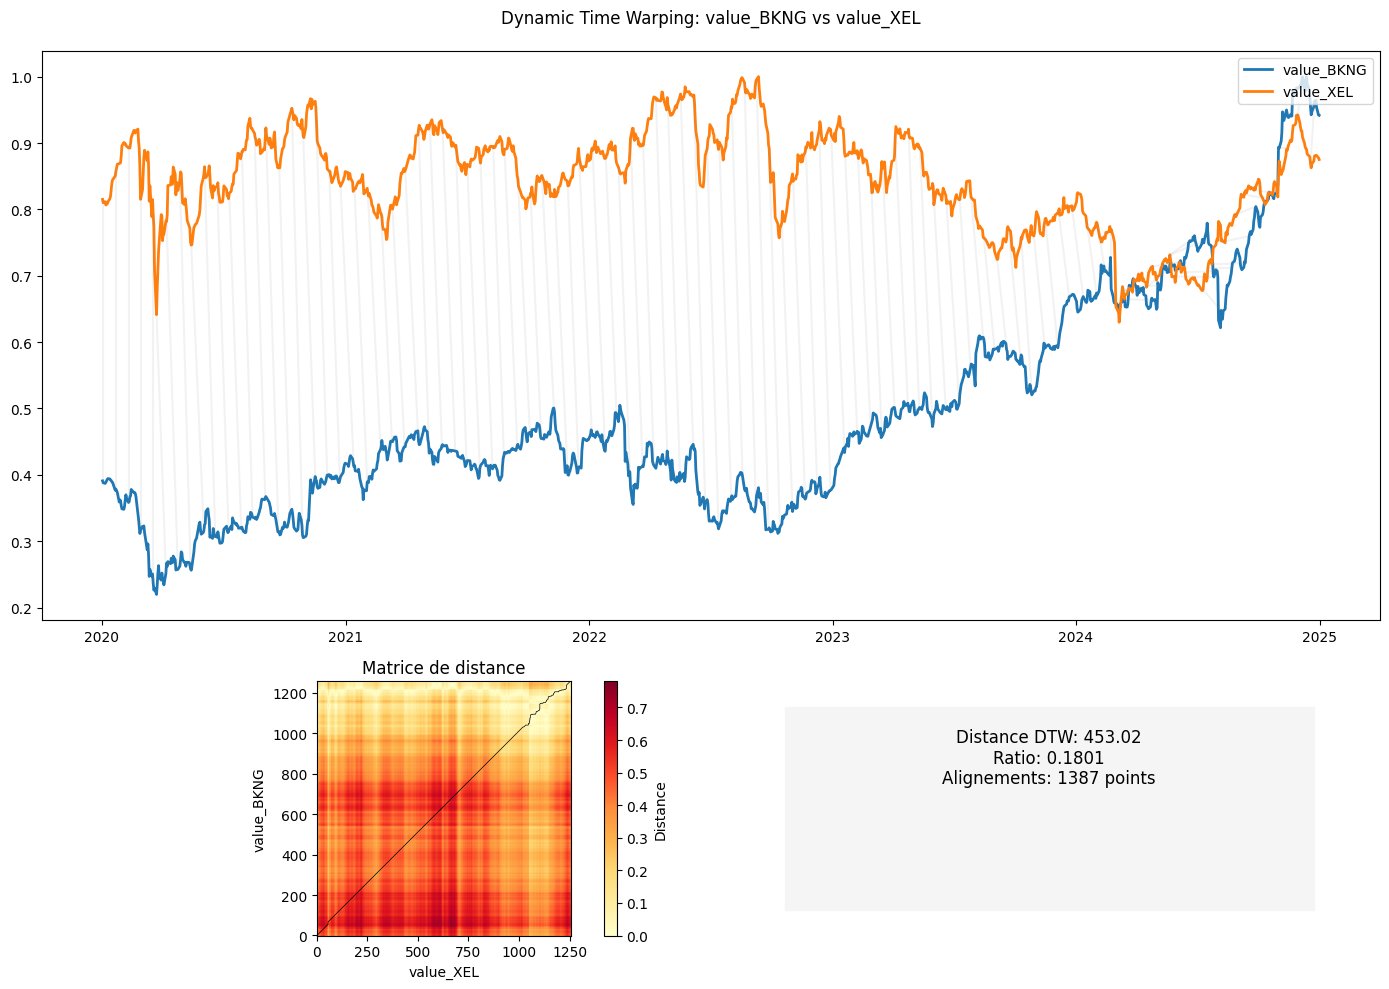 Dynamic Time Warping: value_BKNG vs value_XEL
1.0
0.9
0.8
0.7
0.6
0.5
0.4
0.3
0.2
value_BKNG
value_XEL
2020 2021 2022 2023 2024 2025
Matrice de distance
value_BKNG
1200
1000
800
600
400
200
0
0 250 500 750 1000 1250
value_XEL
0.7
0.6
0.5
0.4
0.3
0.2
0.1
0.0
Distance
Distance DTW: 453.02
Ratio: 0.1801
Alignements: 1387 points